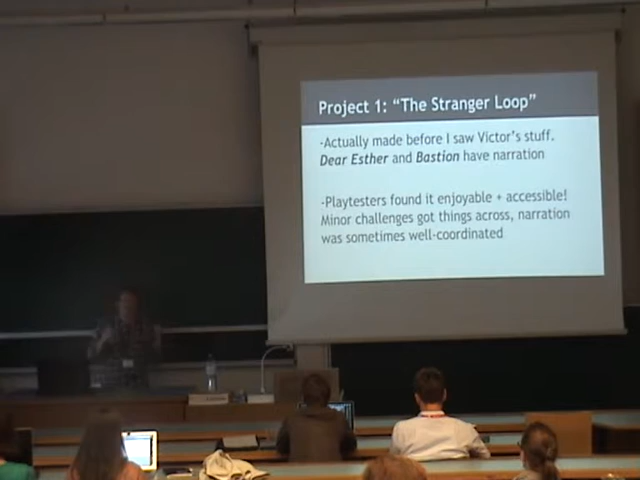 Project 1: "The Stranger Loop"
-Actually made before I saw Victor's stuff.
Dear Esther and Bastion have narration
-Playtesters found it enjoyable + accessible!
Minor challenges got things across, narration
was sometimes well-coordinated